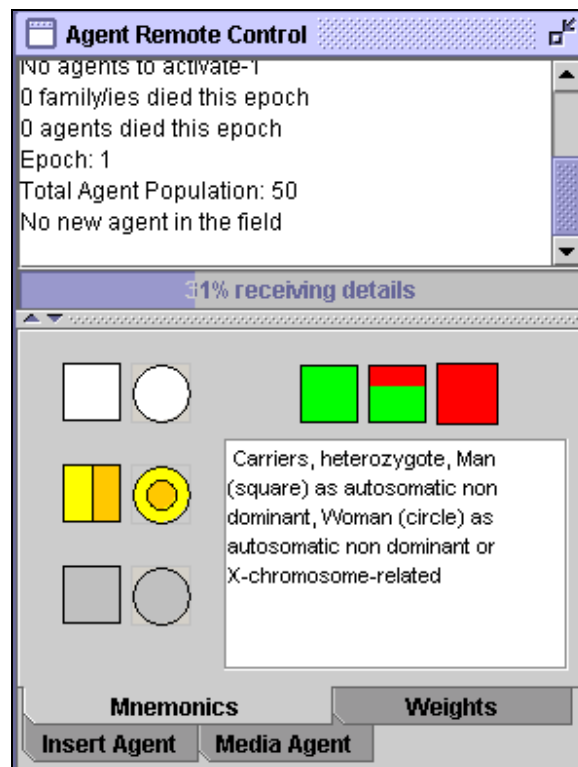 Agent Remote Control
No agents to activate-1
0 family/ies died this epoch
0 agents died this epoch
Epoch: 1
Total Agent Population: 50
No new agent in the field
31% receiving details
Carriers, heterozygote, Man
(square) as autosomatic non
dominant, Woman (circle) as
autosomatic non dominant or
X-chromosome-related
Mnemonics Weights
Insert Agent Media Agent